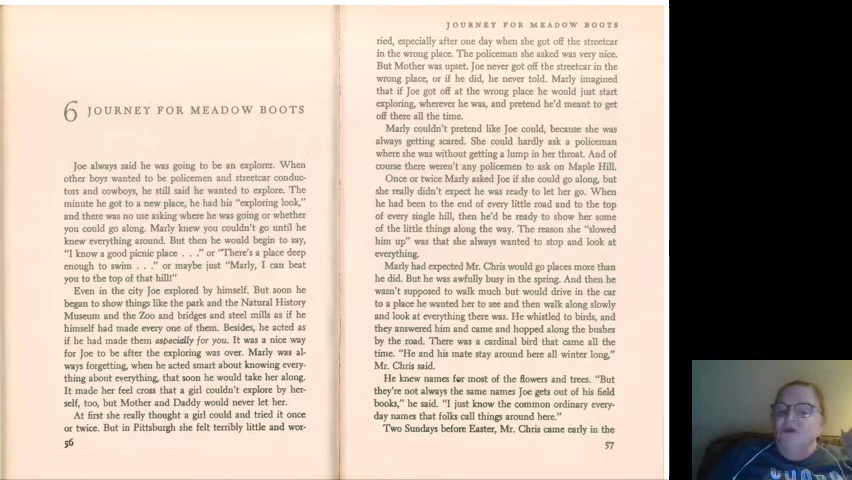 6 JOURNEY FOR MEADOW BOOTS
Joe always said he was going to be an explorer. When
other boys wanted to be policemen and streetcar conduc-
tors and cowboys, he still said he wanted to explore. The
minute he got to a new place, he had his "exploring look,"
and there was no use asking where he was going or whether
you could go along. Marly knew you couldn't go until he
knew everything around. But then he would begin to say,
"I know a good picnic place . . ." or "There's a place deep
enough to swim . . ." or maybe just "Marly, I can beat
you to the top of that hill!"
Even in the city Joe explored by himself. But soon he
began to show things like the park and the Natural History
Museum and the Zoo and bridges and steel mills as if he
himself had made every one of them. Besides, he acted as
if he had made them especially for you. It was a nice way
for Joe to be after the exploring was over. Marly was al-
ways forgetting, when he acted smart about knowing every-
thing about everything, that soon he would take her along.
It made her feel cross that a girl couldn't explore by her-
self, too, but Mother and Daddy would never let her.
At first she really thought a girl could and tried it once
or twice. But in Pittsburgh she felt terribly little and wor-
56
JOURNEY FOR MEADOW BOOTS
ried, especially after one day when she got off the streetcar
in the wrong place. The policeman she asked was very nice.
But Mother was upset. Joe never got off the streetcar in the
wrong place, or if he did, he never told. Marly imagined
that if Joe got off at the wrong place he would just start
exploring, wherever he was, and pretend he'd meant to get
off there all the time.
Marly couldn't pretend like Joe could, because she was
always getting scared. She could hardly ask a policeman
where she was without getting a lump in her throat. And of
course there weren't any policemen to ask on Maple Hill.
Once or twice Marly asked Joe if she could go along, but
she really didn't expect he was ready to let her go. When
he had been to the end of every little road and to the top
of every single hill, then he'd be ready to show her some
of the little things along the way. The reason she "slowed
him up" was that she always wanted to stop and look at
everything.
Marly had expected Mr. Chris would go places more than
he did. But he was awfully busy in the spring. And then he
wasn't supposed to walk much but would drive in the car
to a place he wanted her to see and then walk along slowly
and look at everything there was. He whistled to birds, and
they answered him and came and hopped along the bushes
by the road. There was a cardinal bird that came all the
time. "He and his mate stay around here all winter long,"
Mr. Chris said.
He knew names for most of the flowers and trees. "But
they're not always the same names Joe gets out of his field
books," he said. "I just know the common ordinary every-
day names that folks call things around here."
Two Sundays before Easter, Mr. Chris came early in the
57